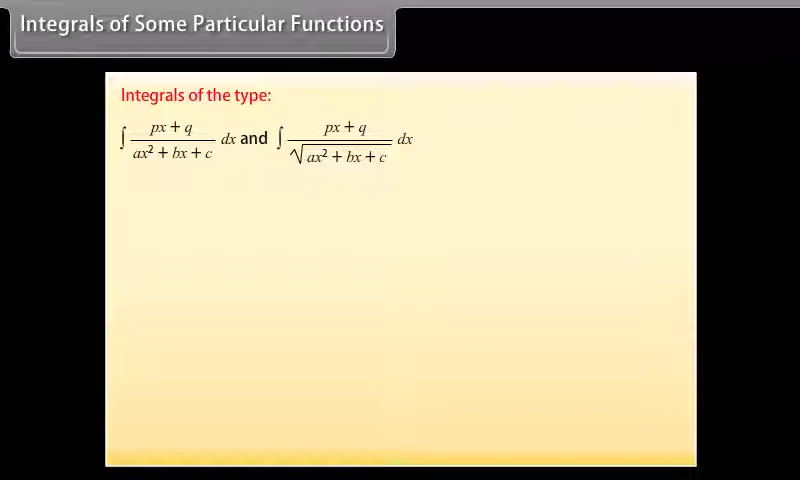 Integrals of Some Particular Functions
Integrals of the type:
∫ px + q / ax² + bx + c dx and ∫ px + q / √ax² + bx + c dx